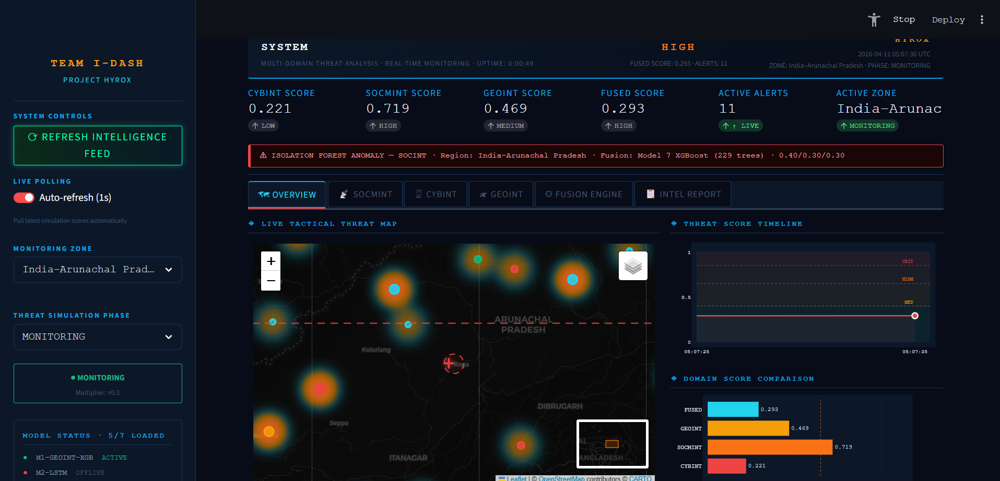 Stop
Deploy
TEAM I-DASH
PROJECT HYROX
SYSTEM CONTROLS
REFRESH INTELLIGENCE
FEED
LIVE POLLING
Auto-refresh (1s)
Pull latest simulation scores automatically
MONITORING ZONE
India-Arunachal Prad…
THREAT SIMULATION PHASE
MONITORING
● MONITORING
Multiplier: ×0.3
MODEL STATUS · 5/7 LOADED
● M1-GEOINT-XGB ACTIVE
● M2-LSTM OFFLINE
SYSTEM
MULTI-DOMAIN THREAT ANALYSIS · REAL-TIME MONITORING · UPTIME: 0:00:49
HIGH
FUSED SCORE: 0.293 · ALERTS: 11
HYROX
2026-04-11 05:07:36 UTC
ZONE: India-Arunachal Pradesh · PHASE: MONITORING
CYBINT SCORE
0.221
↑ LOW
SOCMINT SCORE
0.719
↑ HIGH
GEOINT SCORE
0.469
↑ MEDIUM
FUSED SCORE
0.293
↑ HIGH
ACTIVE ALERTS
11
↑ ↑ LIVE
ACTIVE ZONE
India-Arunac
↑ MONITORING
⚠ ISOLATION FOREST ANOMALY — SOCINT · Region: India-Arunachal Pradesh · Fusion: Model 7 XGBoost (229 trees) · 0.40/0.30/0.30
OVERVIEW
SOCMINT
CYBINT
GEOINT
FUSION ENGINE
INTEL REPORT
◈ LIVE TACTICAL THREAT MAP
+
−
ARUNACHAL
PRADESH
Koloriang
Raga
DIBRUGARH
Seppa
ITANAGAR
ANGLADESH
Leaflet | © OpenStreetMap contributors © CARTO
◈ THREAT SCORE TIMELINE
1
CRIT
HIGH
0.5
MED
0
05:07:25
05:07:35
◈ DOMAIN SCORE COMPARISON
FUSED 0.293
GEOINT 0.469
SOCMINT 0.719
CYBINT 0.221